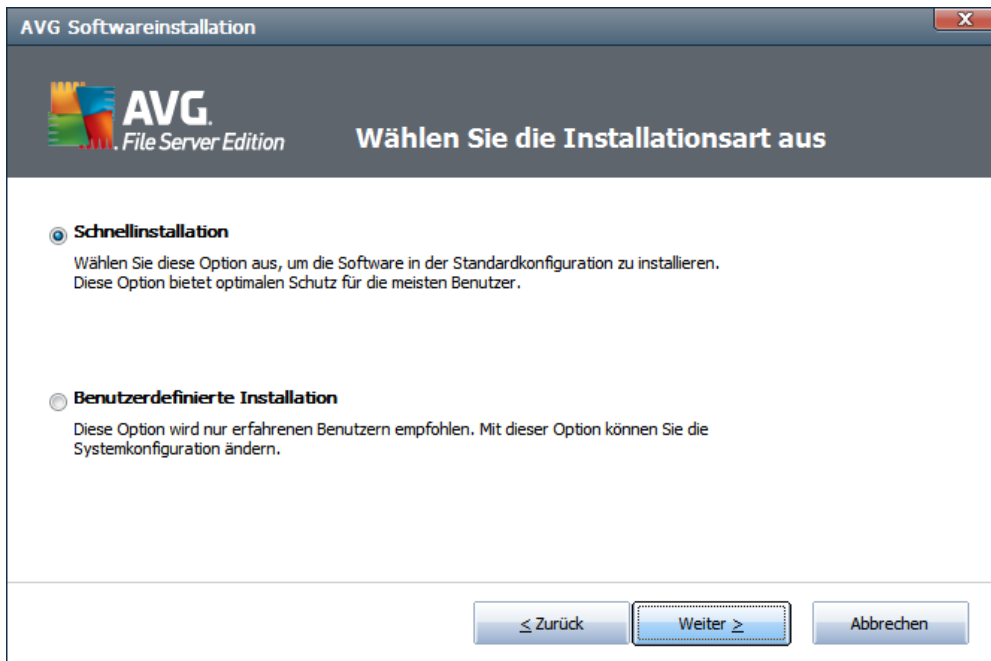 AVG Softwareinstallation
X
AVG.
File Server Edition
Wählen Sie die Installationsart aus
Schnellinstallation
Wählen Sie diese Option aus, um die Software in der Standardkonfiguration zu installieren.
Diese Option bietet optimalen Schutz für die meisten Benutzer.
Benutzerdefinierte Installation
Diese Option wird nur erfahrenen Benutzern empfohlen. Mit dieser Option können Sie die
Systemkonfiguration ändern.
< Zurück
Weiter >
Abbrechen